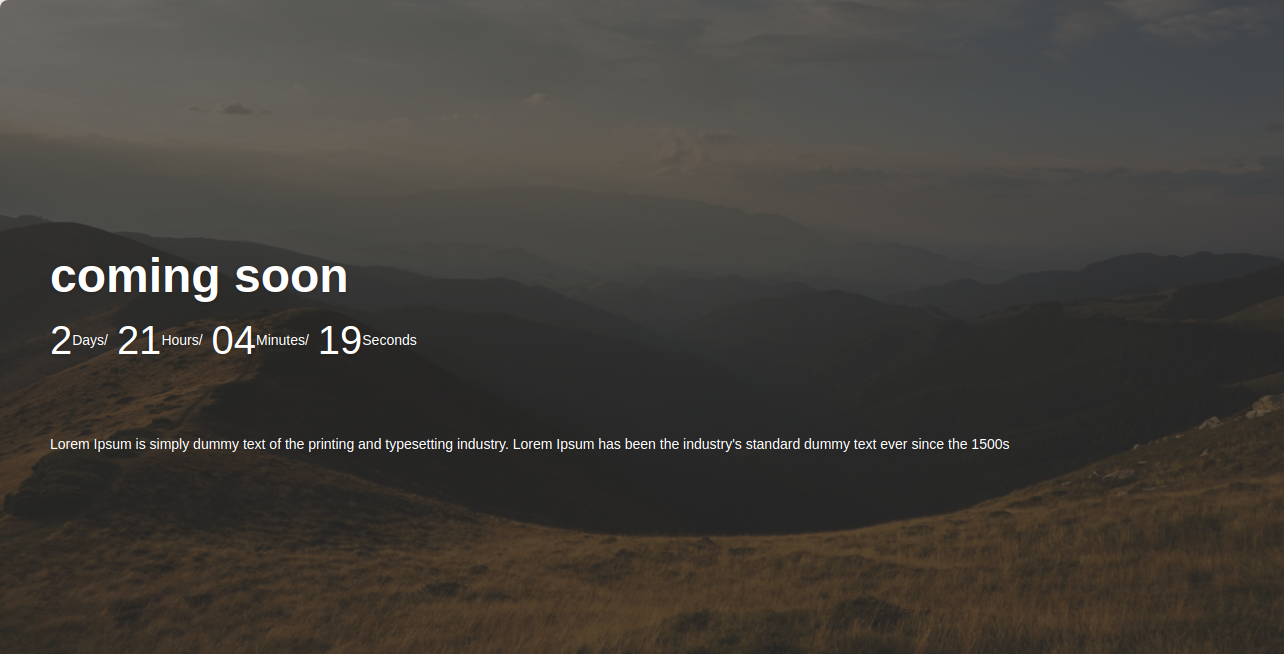 coming soon
2Days/ 21Hours/ 04Minutes/ 19Seconds
Lorem Ipsum is simply dummy text of the printing and typesetting industry. Lorem Ipsum has been the industry's standard dummy text ever since the 1500s